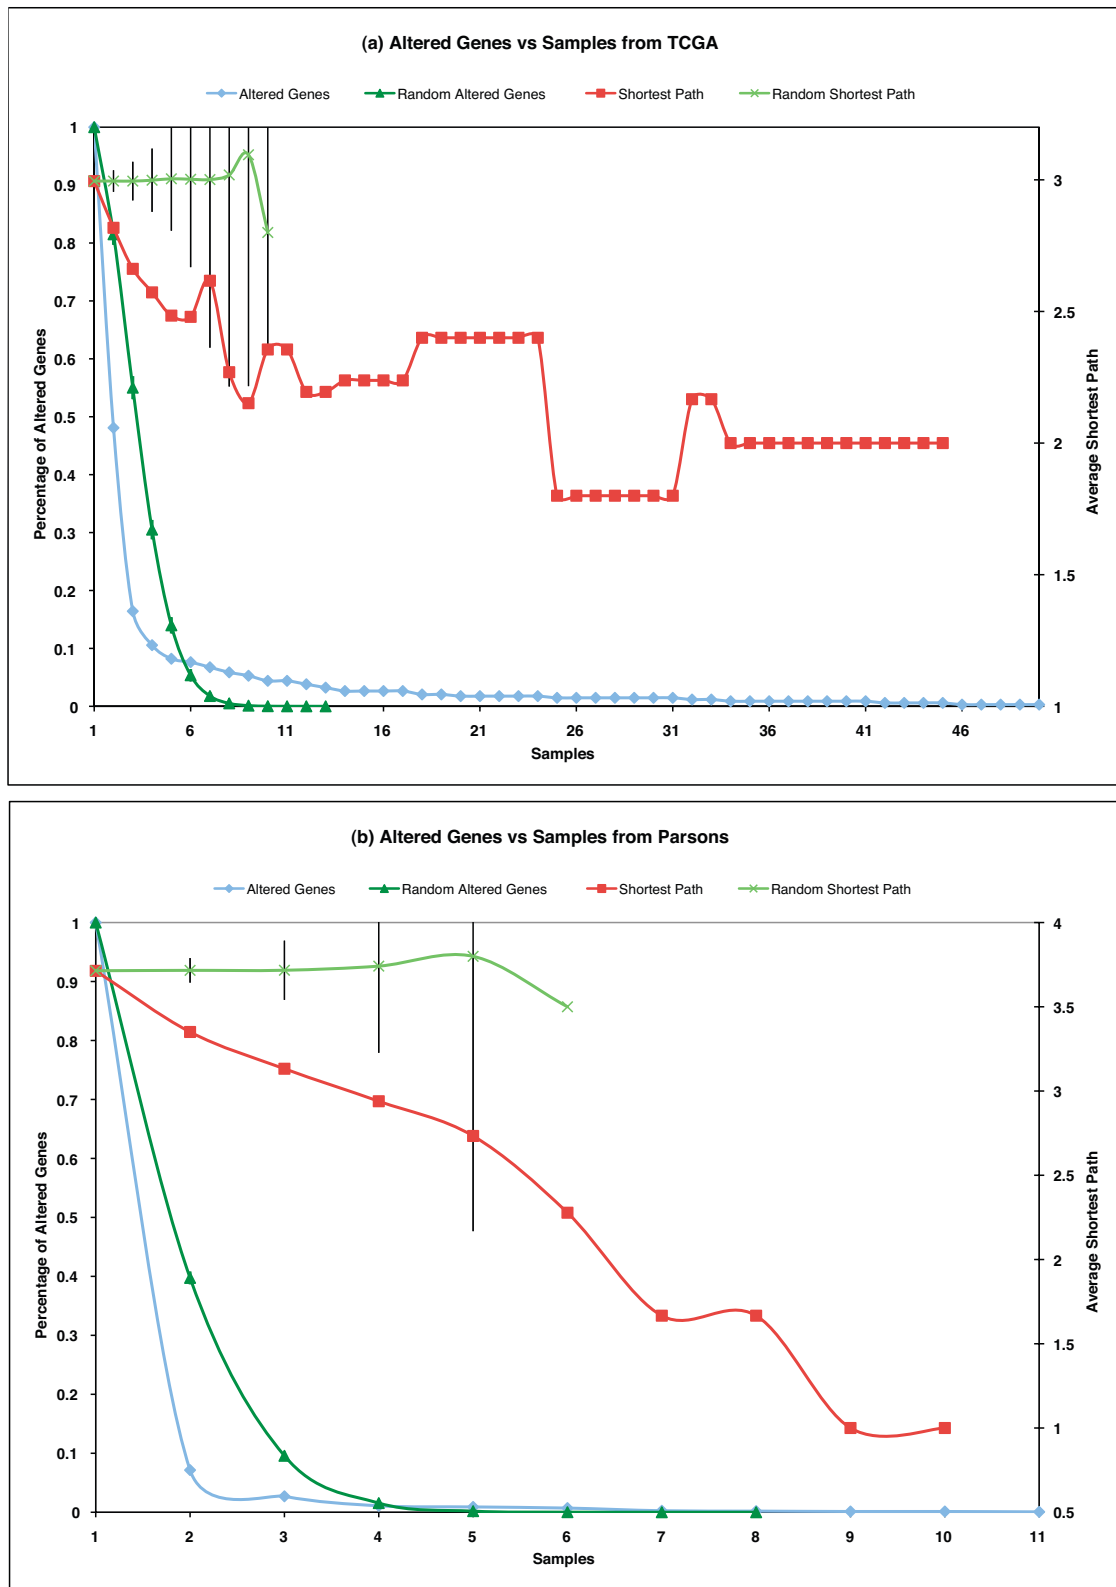 (a) Altered Genes vs Samples from TCGA
Altered Genes Random Altered Genes Shortest Path Random Shortest Path
1
0.9
0.8
0.7
0.6
0.5
0.4
0.3
0.2
0.1
0
Percentage of Altered Genes
3
2.5
2
1.5
1
Average Shortest Path
1 6 11 16 21 26 31 36 41 46
Samples
(b) Altered Genes vs Samples from Parsons
Altered Genes Random Altered Genes Shortest Path Random Shortest Path
1
0.9
0.8
0.7
0.6
0.5
0.4
0.3
0.2
0.1
0
Percentage of Altered Genes
4
3.5
3
2.5
2
1.5
1
0.5
Average Shortest Path
1 2 3 4 5 6 7 8 9 10 11
Samples